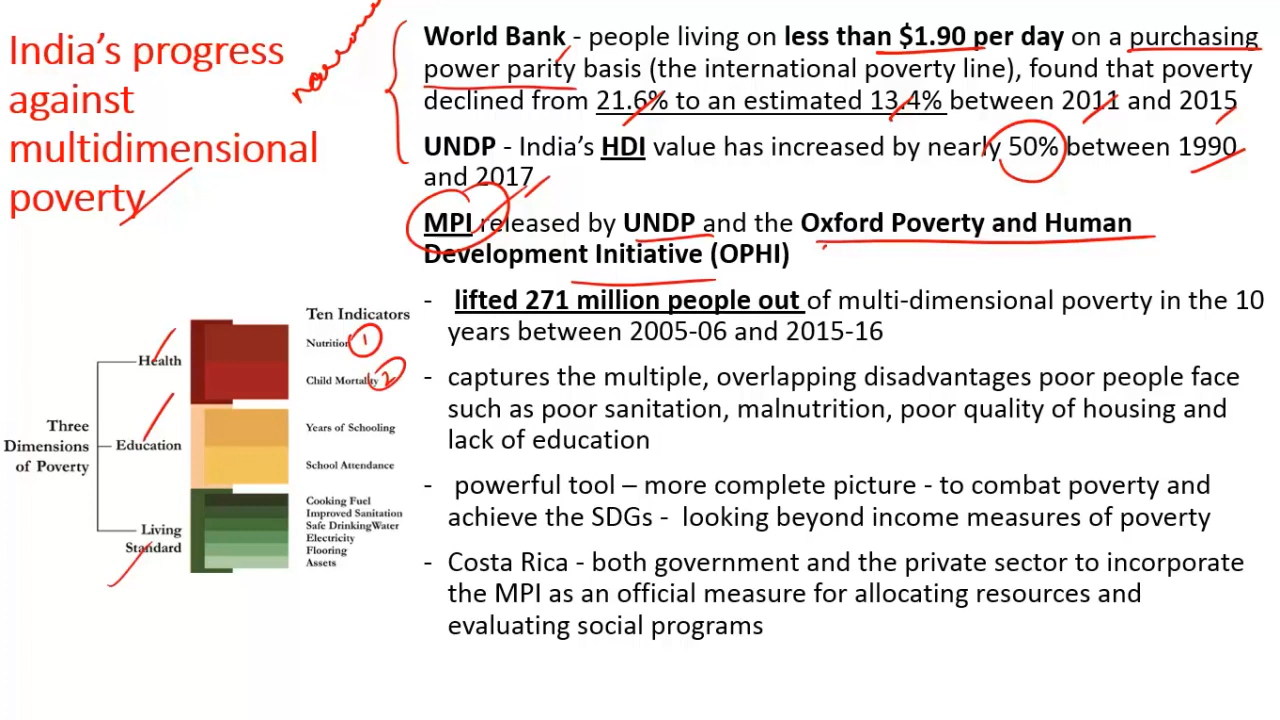 India's progress
against
multidimensional
poverty
World Bank - people living on less than $1.90 per day on a purchasing
power parity basis (the international poverty line), found that poverty
declined from 21.6% to an estimated 13.4% between 2011 and 2015
UNDP - India's HDI value has increased by nearly 50% between 1990
and 2017
MPI released by UNDP and the Oxford Poverty and Human
Development Initiative (OPHI)
- lifted 271 million people out of multi-dimensional poverty in the 10
years between 2005-06 and 2015-16
- captures the multiple, overlapping disadvantages poor people face
such as poor sanitation, malnutrition, poor quality of housing and
lack of education
- powerful tool – more complete picture - to combat poverty and
achieve the SDGs - looking beyond income measures of poverty
- Costa Rica - both government and the private sector to incorporate
the MPI as an official measure for allocating resources and
evaluating social programs
Three
Dimensions
of Poverty
Health
Education
Living
Standard
Ten Indicators
Nutrition 1
Child Mortality 2
Years of Schooling
School Attendance
Cooking Fuel
Improved Sanitation
Safe DrinkingWater
Electricity
Flooring
Assets